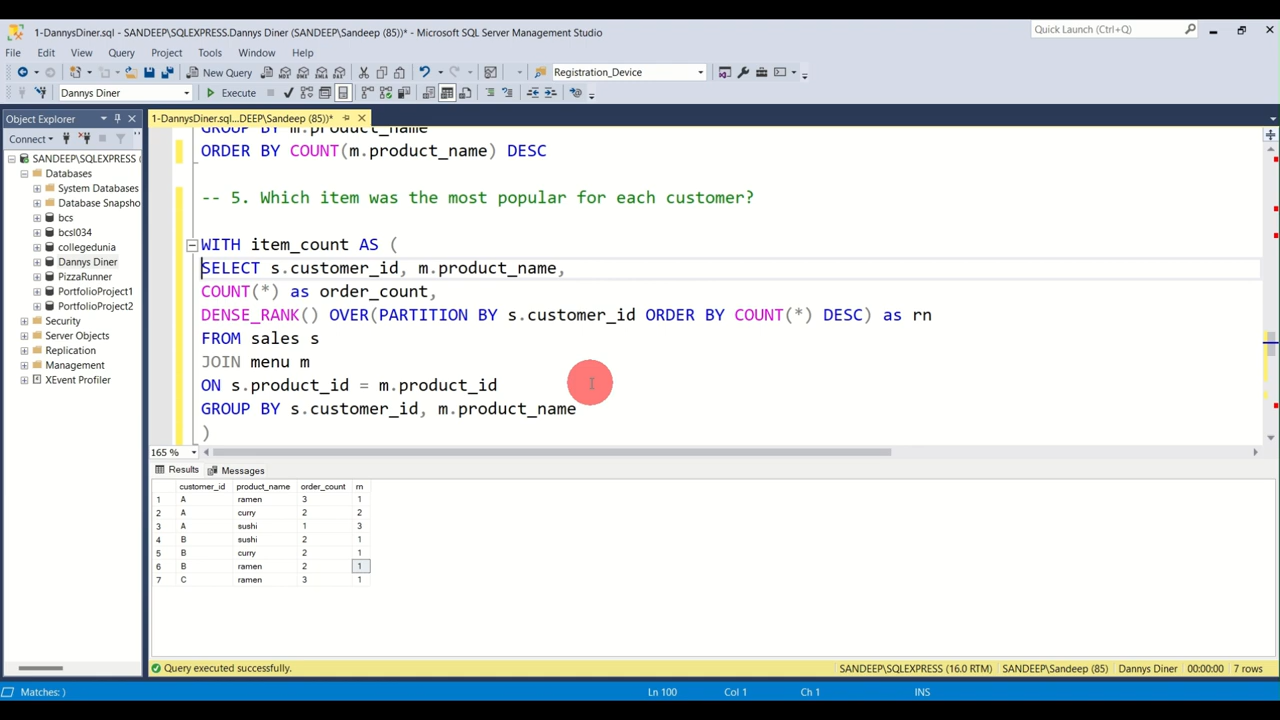 1-DannysDiner.sql - SANDEEP\SQLEXPRESS.Dannys Diner (SANDEEP\Sandeep (85))* - Microsoft SQL Server Management Studio
Quick Launch (Ctrl+Q)
File Edit View Query Project Tools Window Help
New Query
Registration_Device
Dannys Diner
Execute
Object Explorer
1-DannysDiner.sql...DEEP\Sandeep (85))*
Connect
SANDEEP\SQLEXPRESS (
Databases
System Databases
Database Snapsho
bcs
bcsl034
collegedunia
Dannys Diner
PizzaRunner
PortfolioProject1
PortfolioProject2
Security
Server Objects
Replication
Management
XEvent Profiler
GROUP BY m.product_name
ORDER BY COUNT(m.product_name) DESC
-- 5. Which item was the most popular for each customer?
WITH item_count AS (
SELECT s.customer_id, m.product_name,
COUNT(*) as order_count,
DENSE_RANK() OVER(PARTITION BY s.customer_id ORDER BY COUNT(*) DESC) as rn
FROM sales s
JOIN menu m
ON s.product_id = m.product_id
GROUP BY s.customer_id, m.product_name
)
165 %
Results Messages
customer_id product_name order_count rn
1 A ramen 3 1
2 A curry 2 2
3 A sushi 1 3
4 B sushi 2 1
5 B curry 2 1
6 B ramen 2 1
7 C ramen 3 1
Query executed successfully.
SANDEEP\SQLEXPRESS (16.0 RTM) SANDEEP\Sandeep (85) Dannys Diner 00:00:00 7 rows
Matches: )
Ln 100 Col 1 Ch 1 INS